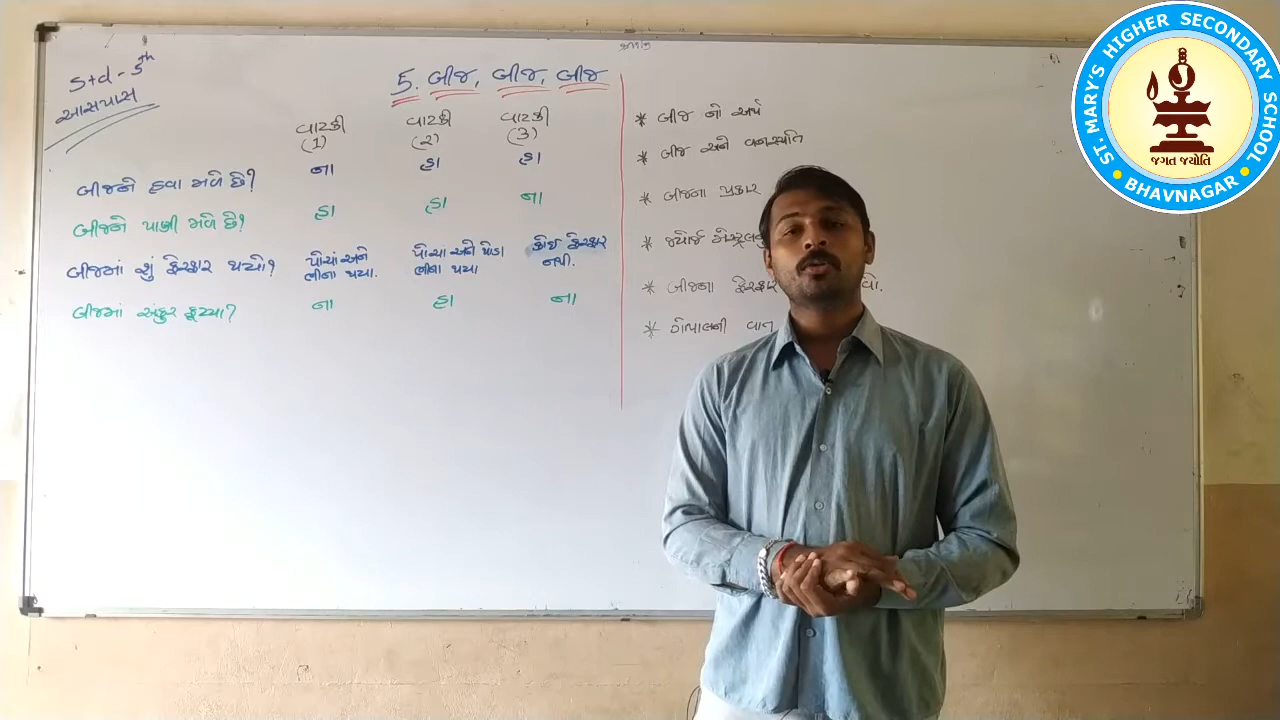 Std - 5th
આસપાસ
5. બીજ, બીજ, બીજ
વાટકી (1) વાટકી (2) વાટકી (3)
બીજને હવા મળે છે? ના હા હા
બીજને પાણી મળે છે? હા હા ના
બીજમાં શું ફેરફાર થયો? પોચાં અને લીના થયા. પોચા અને પોડા લીના થયા કોઈ ફેરફાર નથી.
બીજમાં અંકુર ફૂટ્યા? ના હા ના
* બીજ નો અર્થ
* બીજ અને વનસ્પતિ
* બીજના પ્રકાર
* જ્યોર્જ
* બીજના ફેરફાર
* ગોપાલની
ST. MARY'S HIGHER SECONDARY SCHOOL
જગત જ્યોતિ
BHAVNAGAR